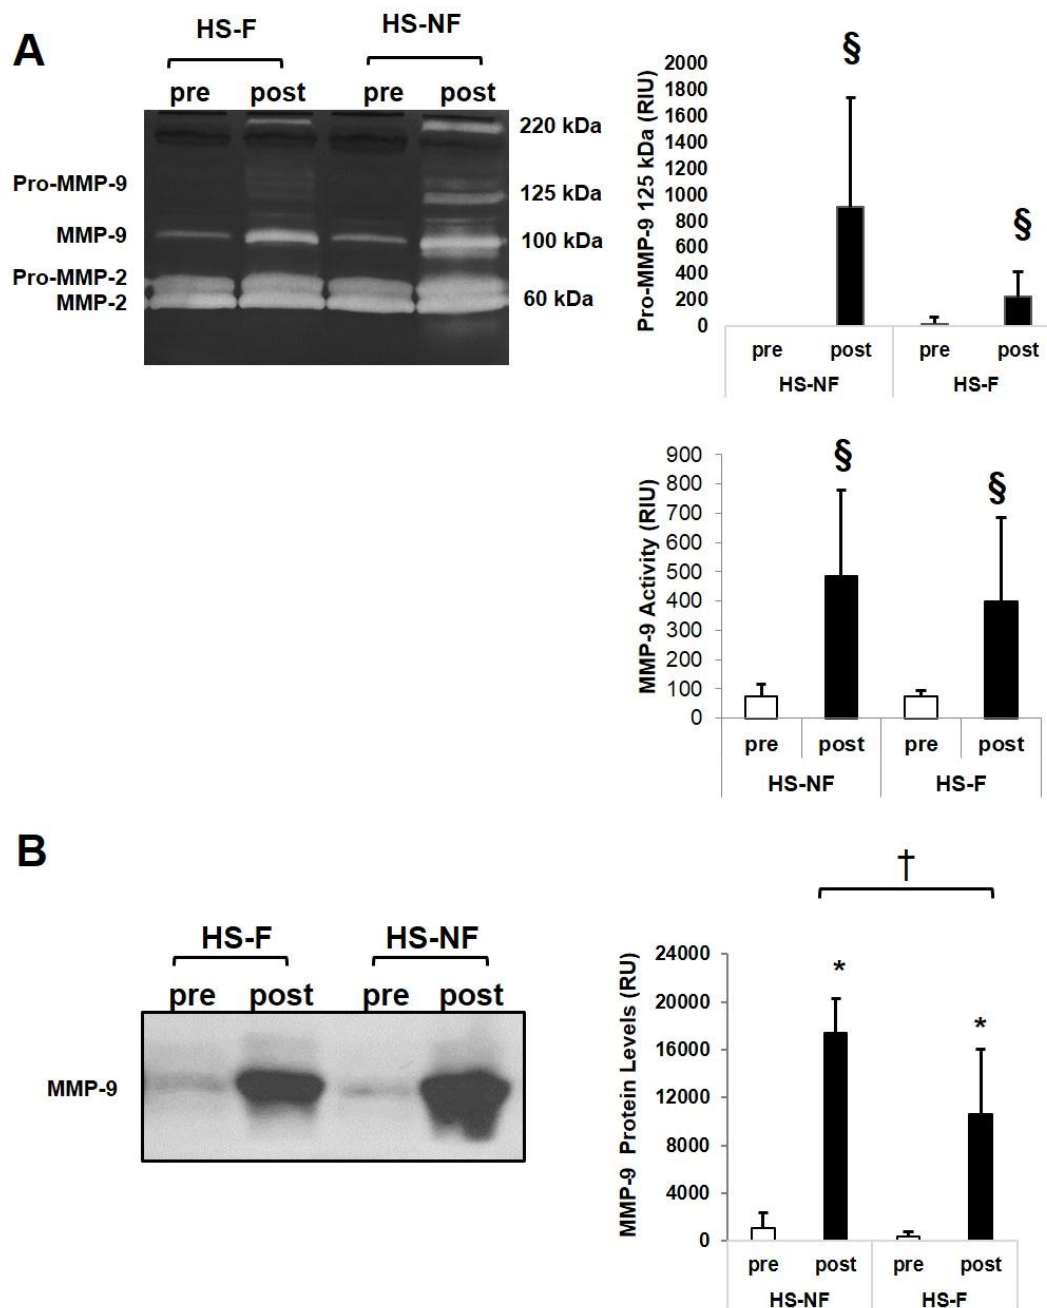 A
HS-F HS-NF
pre post pre post
220 kDa
Pro-MMP-9
125 kDa
MMP-9
100 kDa
Pro-MMP-2
MMP-2
60 kDa
Pro-MMP-9 125 kDa (RIU)
2000
1800
1600
1400
1200
1000
800
600
400
200
0
§ §
pre post pre post
HS-NF HS-F
MMP-9 Activity (RIU)
900
800
700
600
500
400
300
200
100
0
§ §
pre post pre post
HS-NF HS-F
B
HS-F HS-NF
pre post pre post
MMP-9
†
MMP-9 Protein Levels (RU)
24000
20000
16000
12000
8000
4000
0
* *
pre post pre post
HS-NF HS-F